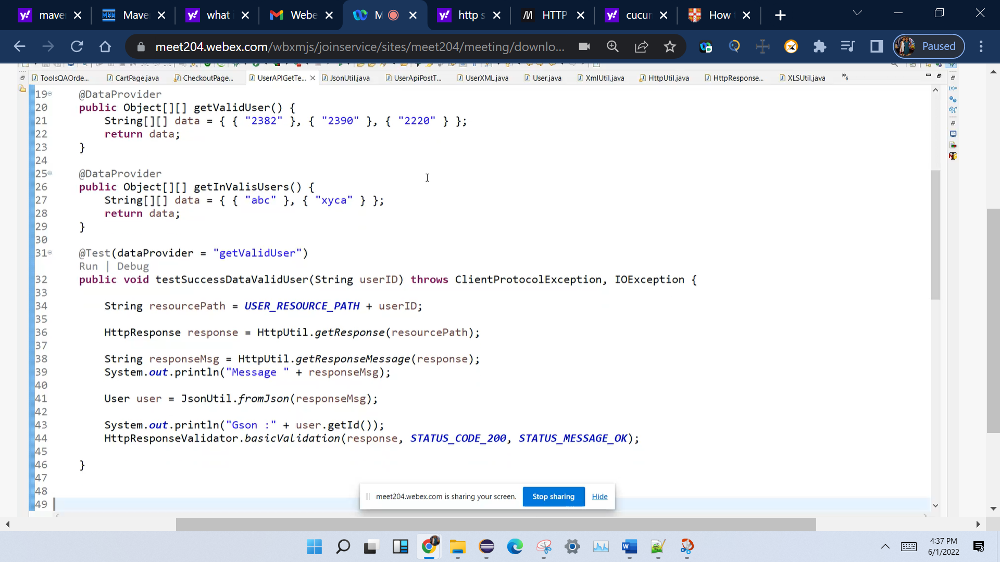 mave
Mave
what i
Webe
M
http s
HTTP
cucur
How
meet204.webex.com/wbxmjs/joinservice/sites/meet204/meeting/downlo...
Paused
ToolsQAOrde...
CartPage.java
CheckoutPage...
UserAPIGetTe...
JsonUtil.java
UserApiPostT...
UserXML.java
User.java
XmlUtil.java
HttpUtil.java
HttpResponse...
XLSUtil.java
»6
19 @DataProvider
20 public Object[][] getValidUser() {
21 String[][] data = { { "2382" }, { "2390" }, { "2220" } };
22 return data;
23 }
24
25 @DataProvider
26 public Object[][] getInValisUsers() {
27 String[][] data = { { "abc" }, { "xyca" } };
28 return data;
29 }
30
31 @Test(dataProvider = "getValidUser")
Run | Debug
32 public void testSuccessDataValidUser(String userID) throws ClientProtocolException, IOException {
33
34 String resourcePath = USER_RESOURCE_PATH + userID;
35
36 HttpResponse response = HttpUtil.getResponse(resourcePath);
37
38 String responseMsg = HttpUtil.getResponseMessage(response);
39 System.out.println("Message " + responseMsg);
40
41 User user = JsonUtil.fromJson(responseMsg);
42
43 System.out.println("Gson :" + user.getId());
44 HttpResponseValidator.basicValidation(response, STATUS_CODE_200, STATUS_MESSAGE_OK);
45
46 }
47
48
49
meet204.webex.com is sharing your screen.
Stop sharing
Hide
4:37 PM
6/1/2022